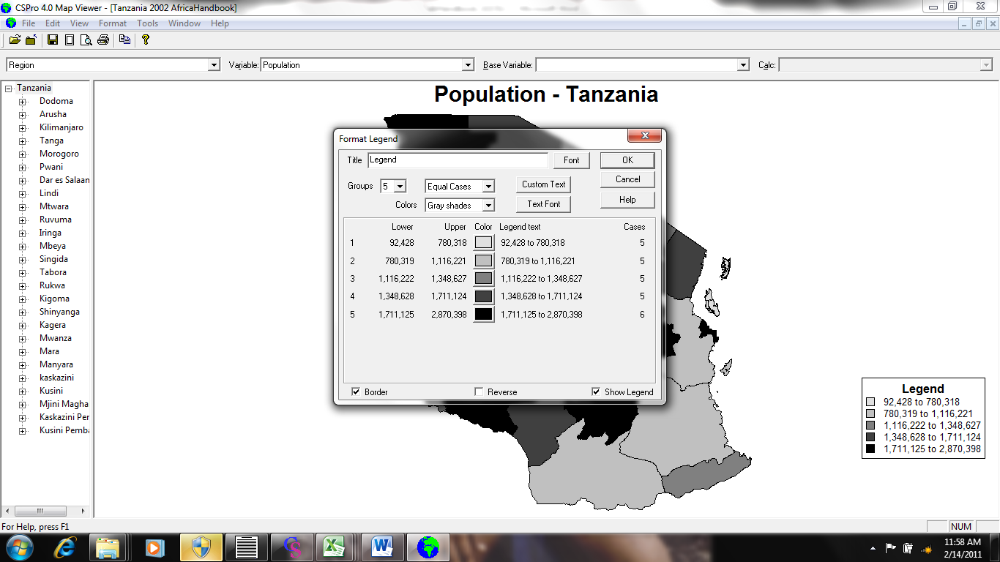 CSPro 4.0 Map Viewer - [Tanzania 2002 AfricaHandbook]
File Edit View Format Tools Window Help
Region Variable: Population Base Variable: Calc:
Tanzania
Dodoma
Arusha
Kilimanjaro
Tanga
Morogoro
Pwani
Dar es Salaan
Lindi
Mtwara
Ruvuma
Iringa
Mbeya
Singida
Tabora
Rukwa
Kigoma
Shinyanga
Kagera
Mwanza
Mara
Manyara
kaskazini
Kusini
Mjini Magha
Kaskazini Per
Kusini Pemba
Population - Tanzania
Format Legend
Title Legend Font OK
Groups 5 Equal Cases Custom Text Cancel
Colors Gray shades Text Font Help
Lower Upper Color Legend text Cases
1 92,428 780,318 92,428 to 780,318 5
2 780,319 1,116,221 780,319 to 1,116,221 5
3 1,116,222 1,348,627 1,116,222 to 1,348,627 5
4 1,348,628 1,711,124 1,348,628 to 1,711,124 5
5 1,711,125 2,870,398 1,711,125 to 2,870,398 6
Border Reverse Show Legend
Legend
92,428 to 780,318
780,319 to 1,116,221
1,116,222 to 1,348,627
1,348,628 to 1,711,124
1,711,125 to 2,870,398
For Help, press F1 NUM
11:58 AM
2/14/2011